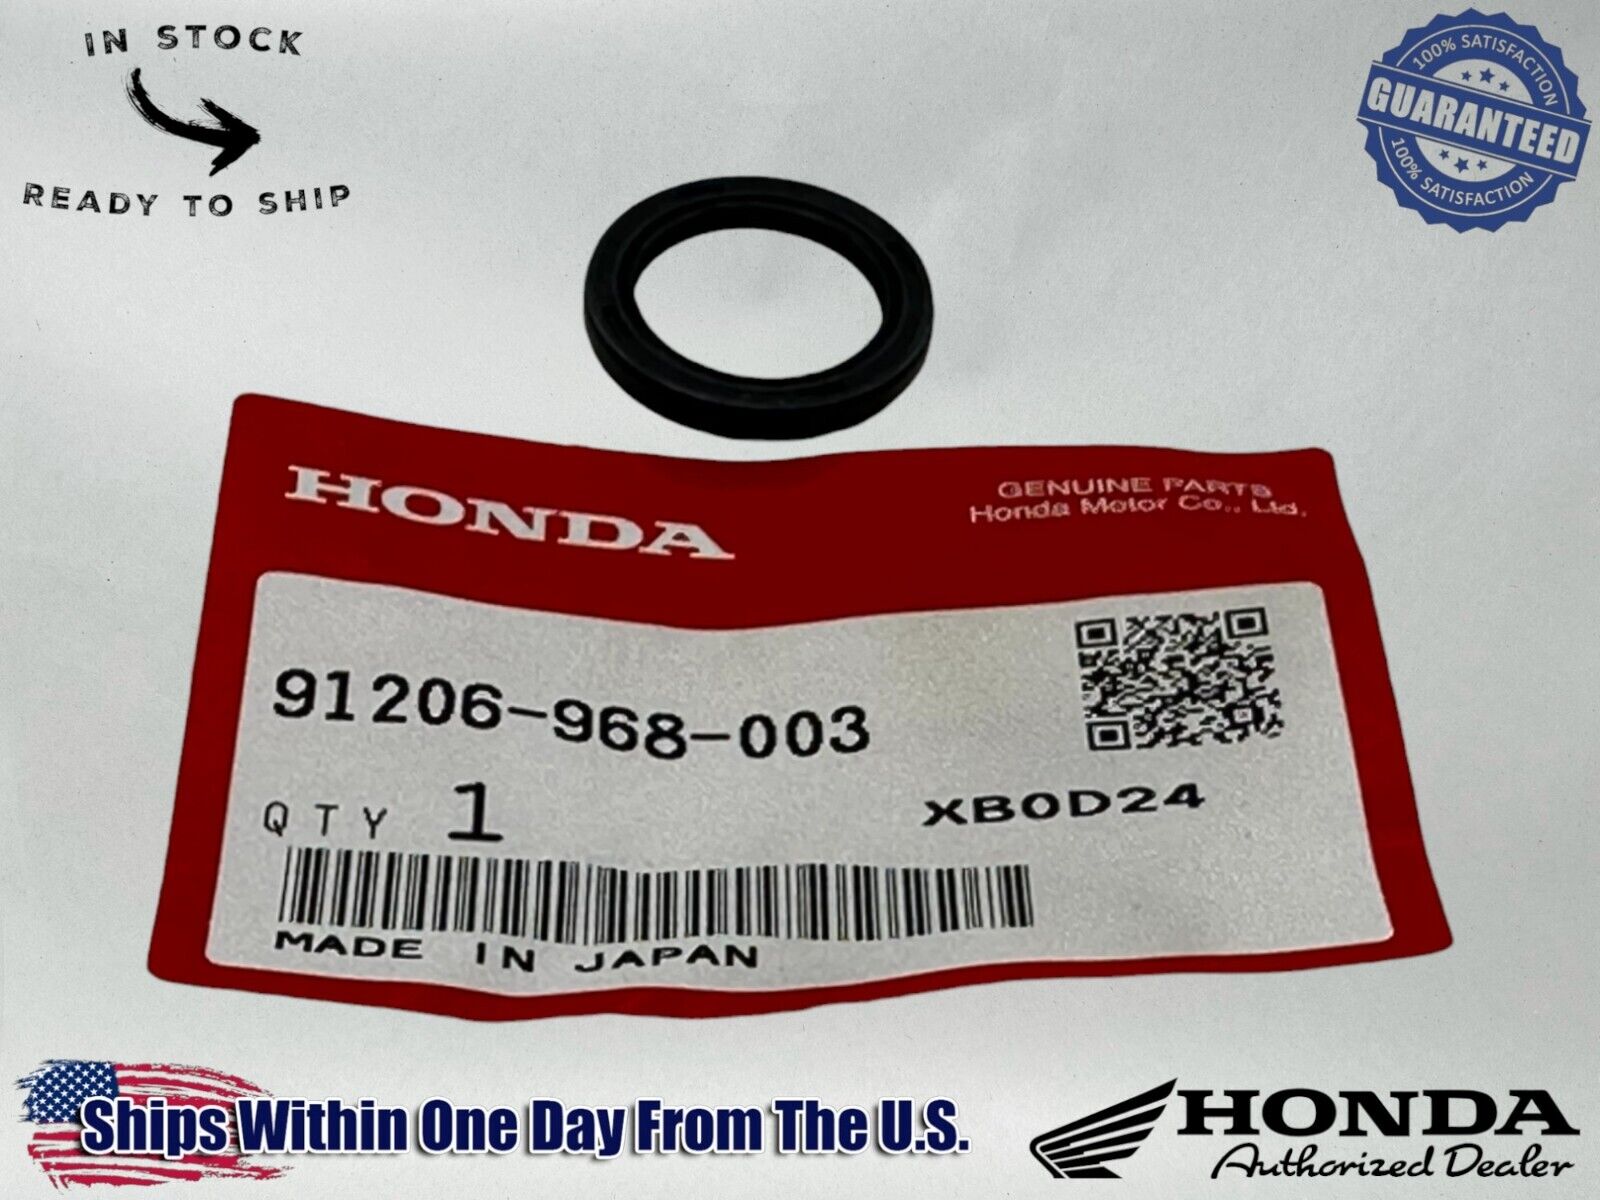 IN STOCK
READY TO SHIP
100% SATISFACTION
GUARANTEED
100% SATISFACTION
HONDA
GENUINE PARTS
Honda Motor Co., Ltd.
91206-968-003
QTY 1
XB0D24
MADE IN JAPAN
Ships Within One Day From The U.S.
HONDA
Authorized Dealer